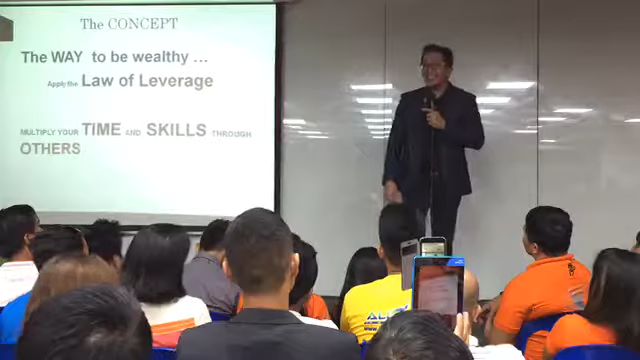 The CONCEPT
The WAY to be wealthy ...
Apply the Law of Leverage
MULTIPLY YOUR TIME AND SKILLS THROUGH
OTHERS